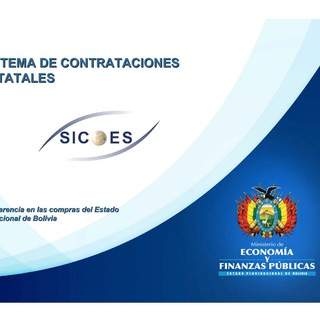 TEMA DE CONTRATACIONES
TATALES
SICOES
arencia en las compras del Estado
cional de Bolivia
Ministerio de
ECONOMÍA
Y
FINANZAS PÚBLICAS
ESTADO PLURINACIONAL DE BOLIVIA